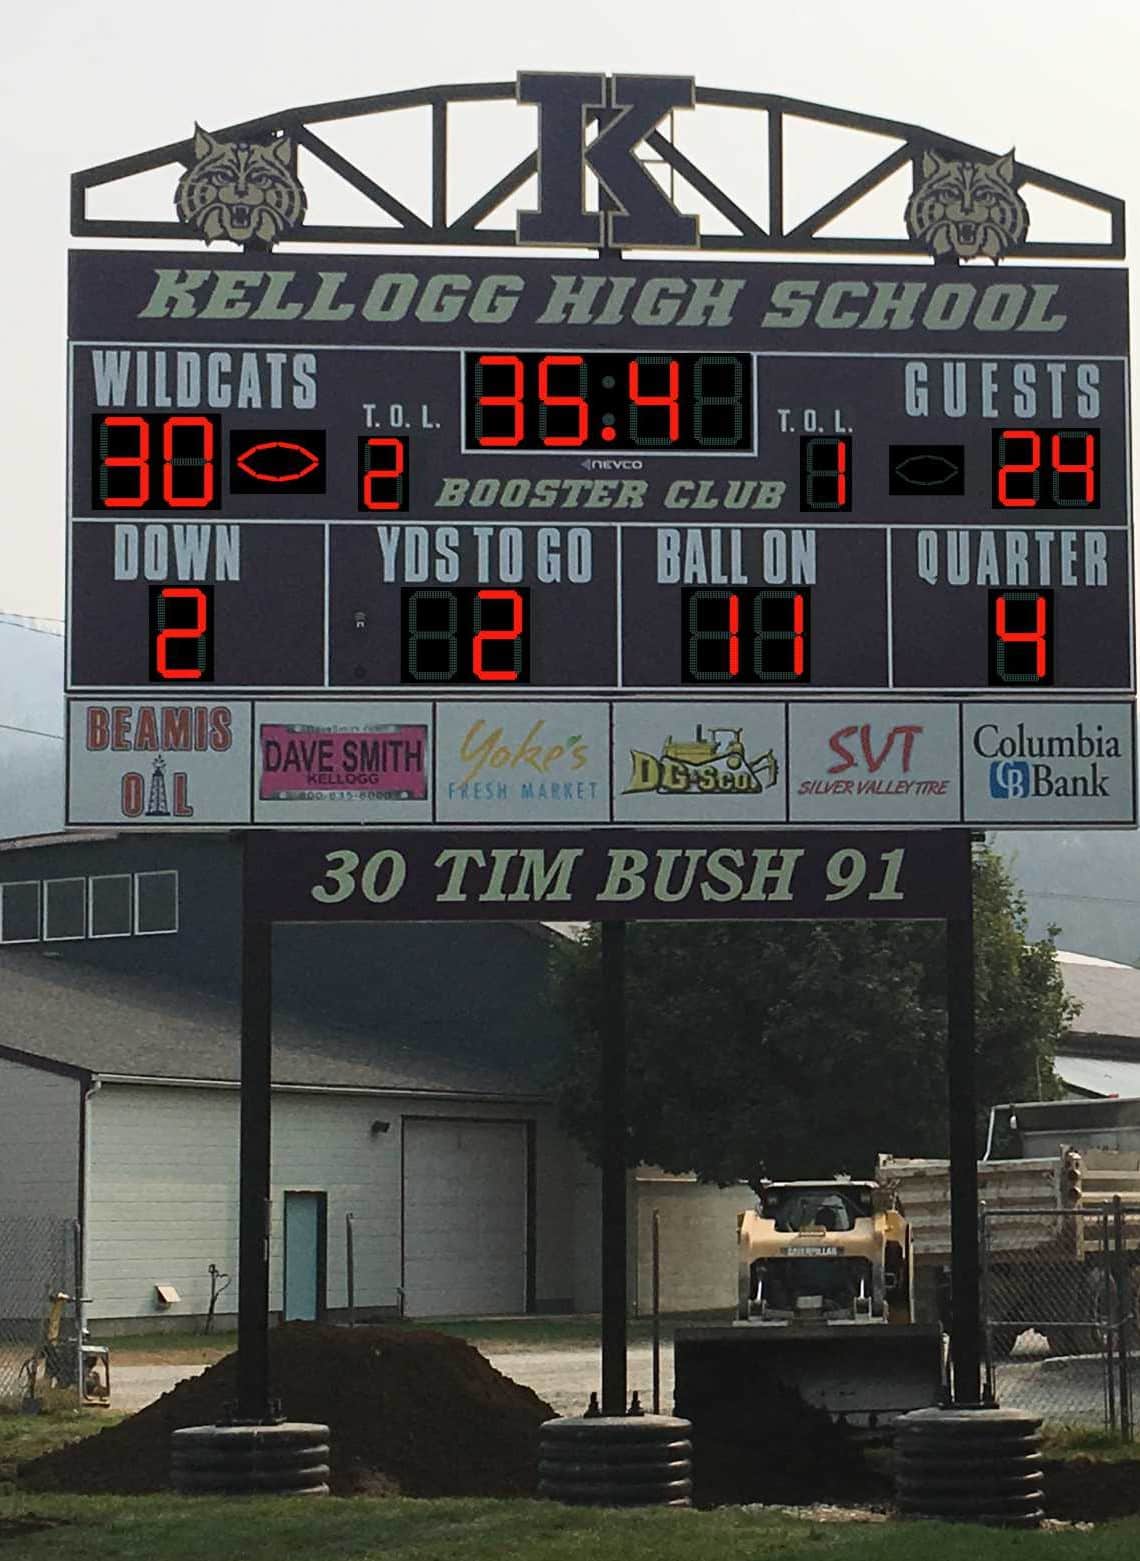 K
KELLOGG HIGH SCHOOL
WILDCATS
35.4
GUESTS
T. O. L.
T. O. L.
30
2
1
24
NEVCO
BOOSTER CLUB
DOWN
YDS TO GO
BALL ON
QUARTER
2
2
11
4
BEAMIS
OIL
DAVE SMITH
KELLOGG
Yoke's
FRESH MARKET
DG&SCO.
SVT
SILVER VALLEY TIRE
Columbia
CB Bank
30 TIM BUSH 91
CATERPILLAR